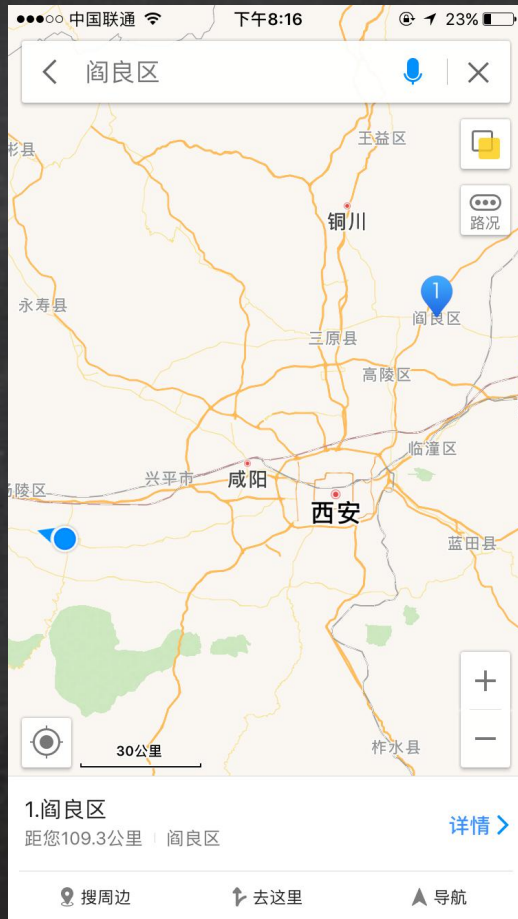 中国联通 下午8:16 23%
阎良区
彬县
王益区
铜川
路况
永寿县
1
阎良区
三原县
高陵区
临潼区
兴平市
咸阳
杨陵区
西安
蓝田县
30公里
柞水县
1.阎良区
详情
距您109.3公里 阎良区
搜周边 去这里 导航